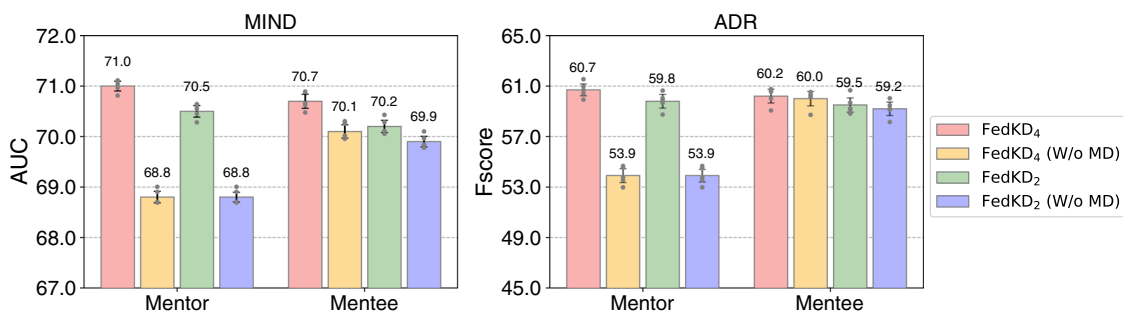 MIND
AUC
72.0
71.0
70.0
69.0
68.0
67.0
71.0
68.8
70.5
68.8
70.7
70.1
70.2
69.9
Mentor
Mentee
ADR
Fscore
65.0
61.0
57.0
53.0
49.0
45.0
60.7
53.9
59.8
53.9
60.2
60.0
59.5
59.2
Mentor
Mentee
FedKD₄
FedKD₄ (W/o MD)
FedKD₂
FedKD₂ (W/o MD)